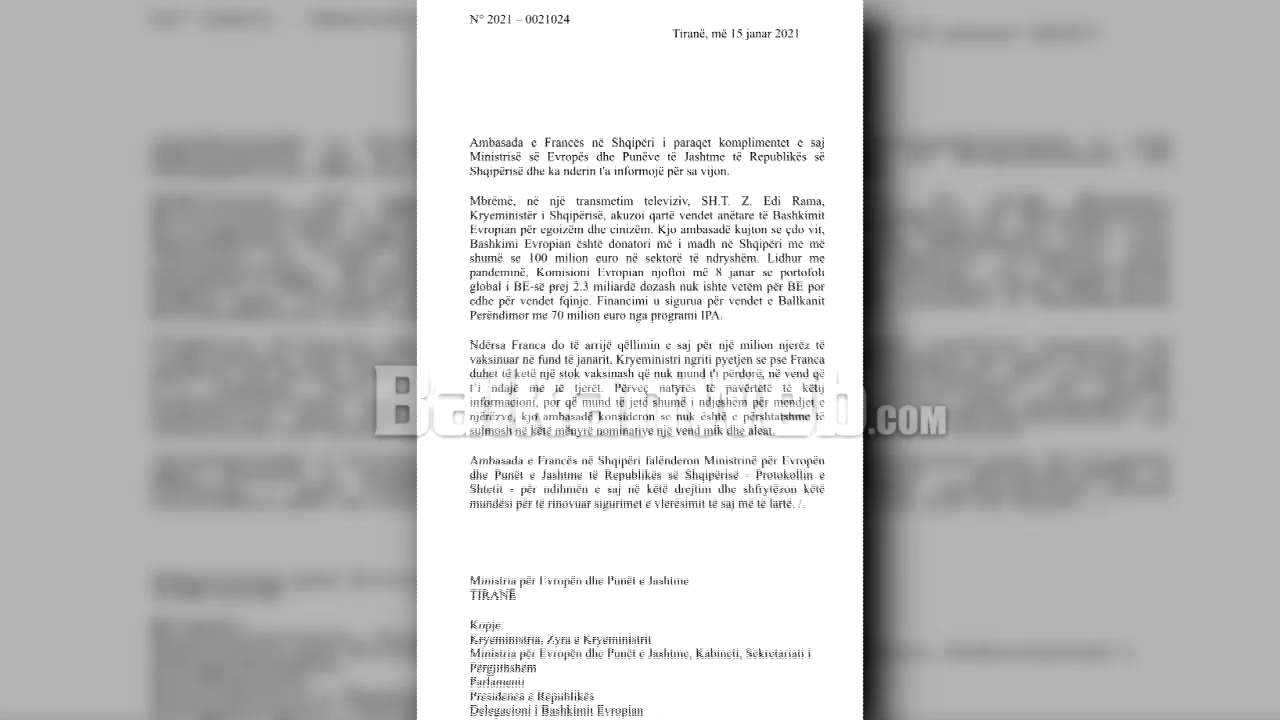 N° 2021 – 0021024
Tiranë, më 15 janar 2021
Ambasada e Francës në Shqipëri i paraqet komplimentet e saj
Ministrisë së Evropës dhe Punëve të Jashtme të Republikës së
Shqipërisë dhe ka nderin t'a informojë për sa vijon.
Mbrëmë, në një transmetim televiziv, SH.T. Z. Edi Rama,
Kryeministër i Shqipërisë, akuzoi qartë vendet anëtare të Bashkimit
Evropian për egoizëm dhe cinizëm. Kjo ambasadë kujton se çdo vit,
Bashkimi Evropian është donatori më i madh në Shqipëri me më
shumë se 100 milion euro në sektorë të ndryshëm. Lidhur me
pandeminë, Komisioni Evropian njoftoi më 8 janar se portofoli
global i BE-së prej 2.3 miliardë dozash nuk ishte vetëm për BE por
edhe për vendet fqinje. Financimi u sigurua për vendet e Ballkanit
Perëndimor me 70 milion euro nga programi IPA.
Ndërsa Franca do të arrijë qëllimin e saj për një milion njerëz të
vaksinuar në fund të janarit, Kryeministri ngriti pyetjen se pse Franca
duhet të ketë një stok vaksinash që nuk mund t'i përdorë, në vend që
t'i ndajë me të tjerët. Përveç natyrës të pavërtetë të këtij
informacioni, por që mund të jetë shumë i ndjeshëm për mendjet e
njërëzve, kjo ambasadë konsideron se nuk është e përshtatshme të
sulmosh në këtë mënyrë nominative një vend mik dhe aleat.
Ambasada e Francës në Shqipëri falënderon Ministrinë për Evropën
dhe Punët e Jashtme të Republikës së Shqipërisë - Protokollin e
Shtetit - për ndihmën e saj në këtë drejtim dhe shfrytëzon këtë
mundësi për të rinovuar sigurimet e vlerësimit të saj më të lartë. /.
Ministria për Evropën dhe Punët e Jashtme
TIRANË
Kopje:
Kryeministria, Zyra e Kryeministrit
Ministria për Evropën dhe Punët e Jashtme, Kabineti, Sekretariati i
Përgjithshëm
Parlamenti
Presidenca e Republikës
Delegacioni i Bashkimit Evropian
BalkanWeb.COM